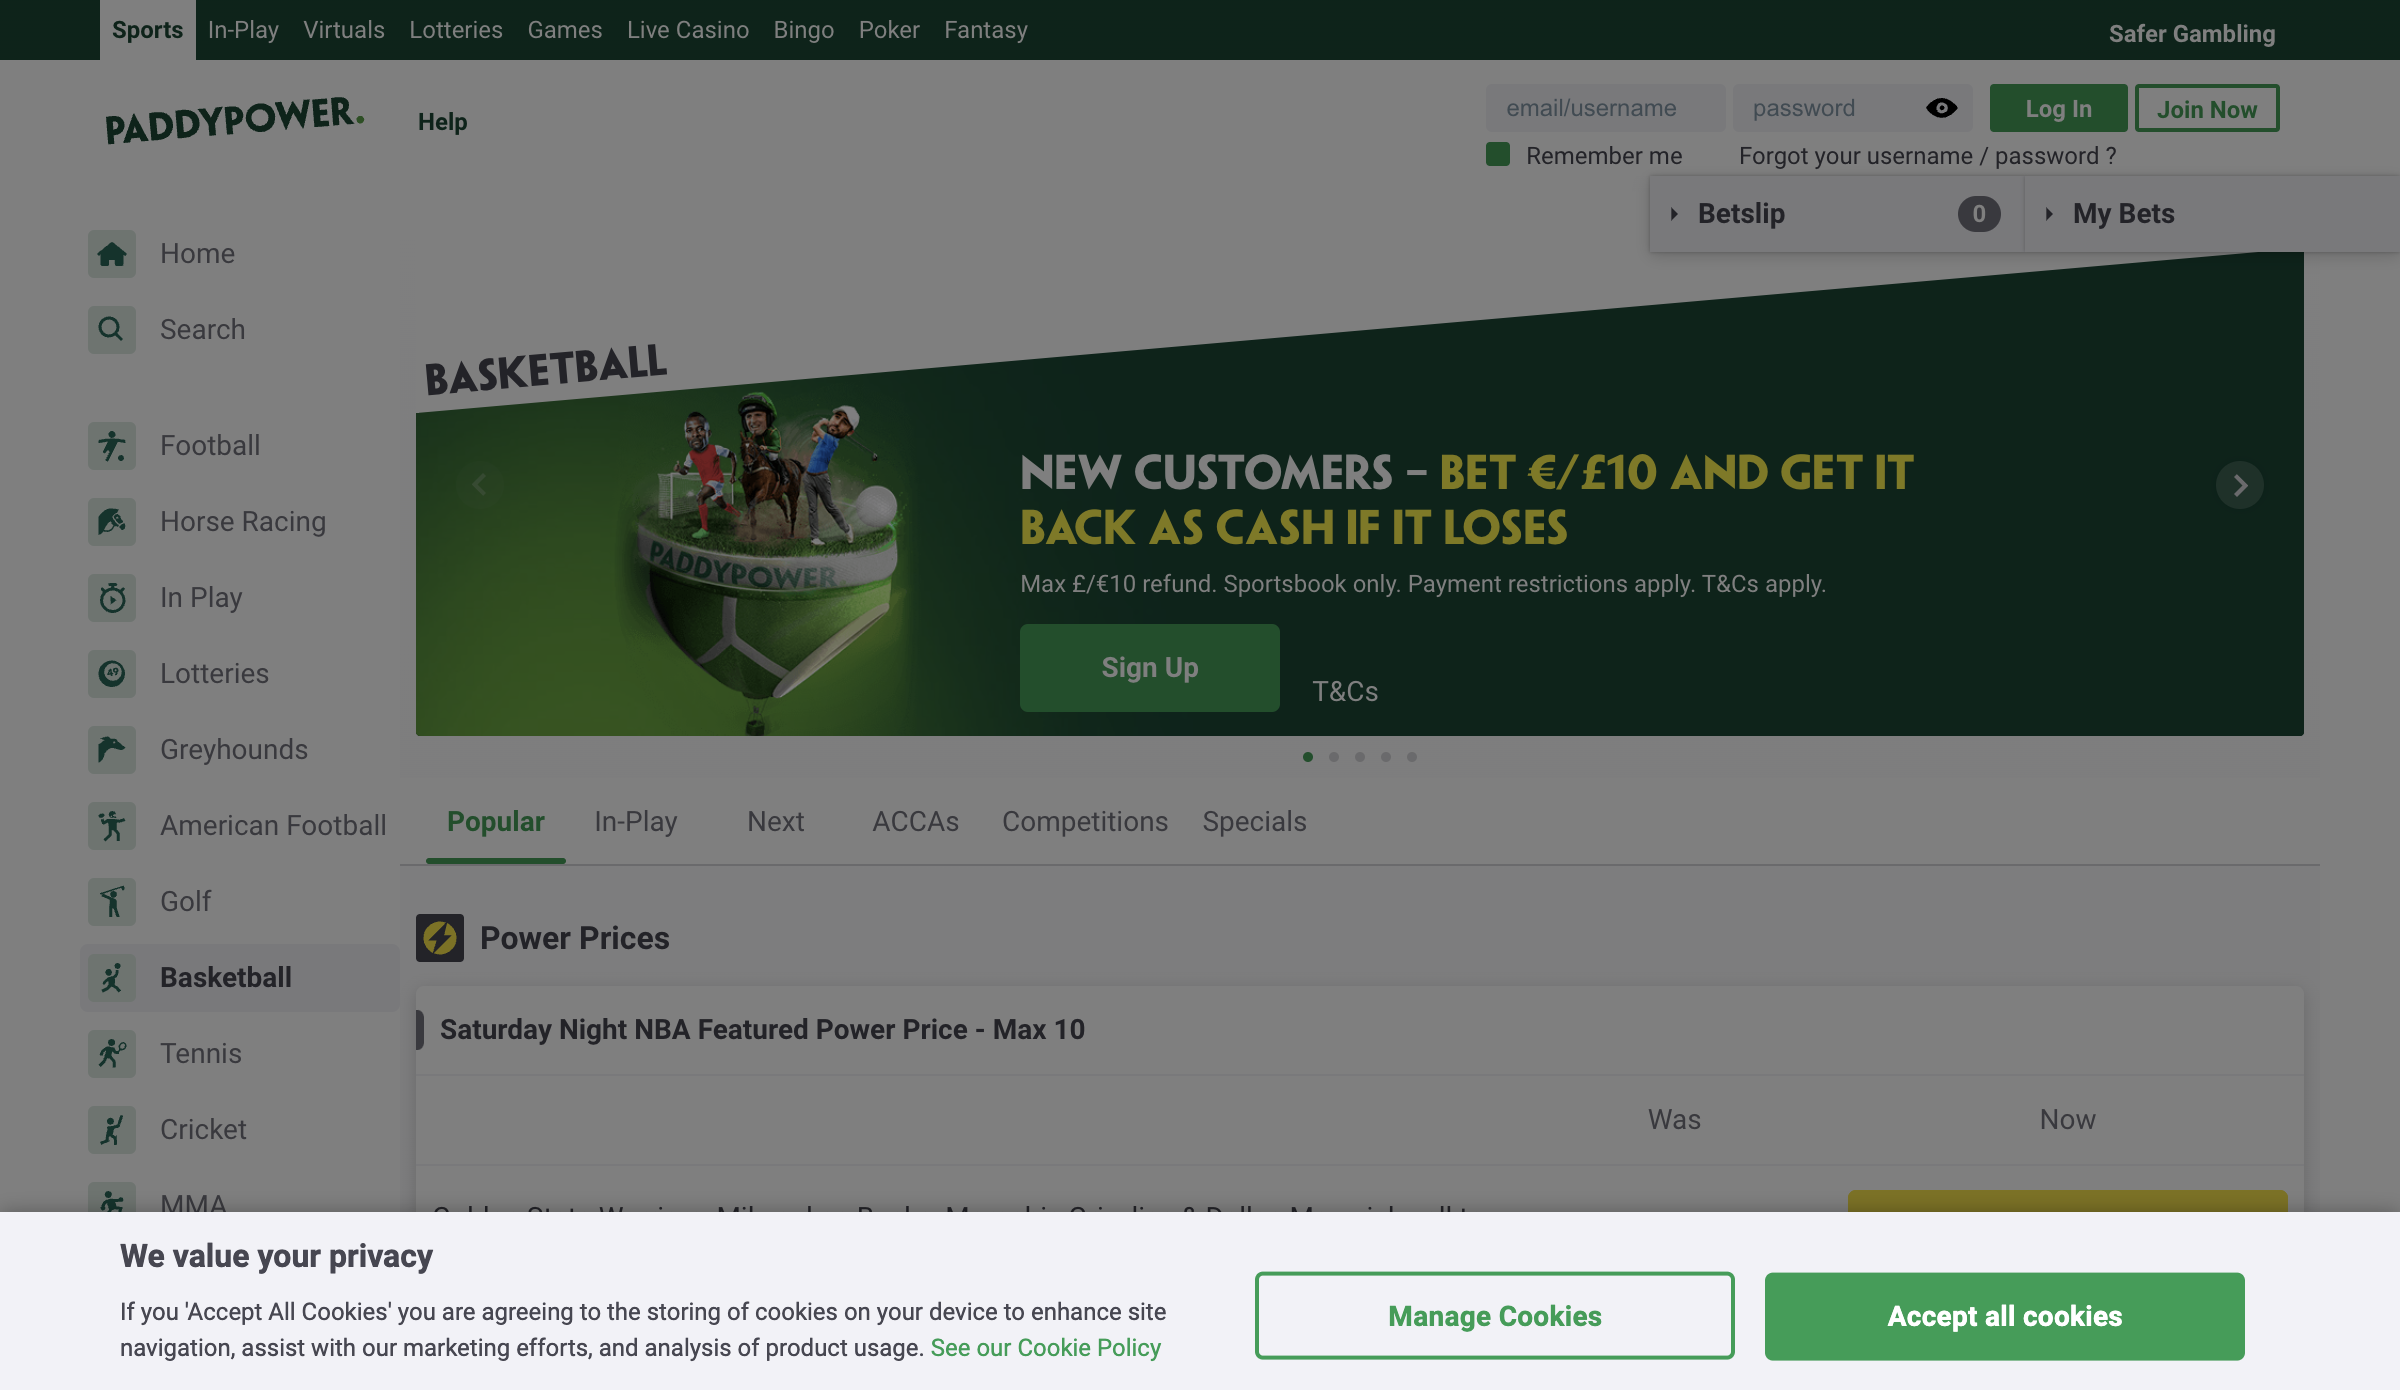 Sports In-Play Virtuals Lotteries Games Live Casino Bingo Poker Fantasy Safer Gambling
PADDYPOWER. Help
email/username password Log In Join Now
Remember me Forgot your username / password ?
Betslip 0 My Bets
Home
Search
Football
Horse Racing
In Play
49
Lotteries
Greyhounds
American Football
Golf
Basketball
Tennis
Cricket
MMA
BASKETBALL
PADDYPOWER
NEW CUSTOMERS – BET €/£10 AND GET IT
BACK AS CASH IF IT LOSES
Max £/€10 refund. Sportsbook only. Payment restrictions apply. T&Cs apply.
Sign Up T&Cs
Popular In-Play Next ACCAs Competitions Specials
Power Prices
Saturday Night NBA Featured Power Price - Max 10
Was Now
We value your privacy
If you 'Accept All Cookies' you are agreeing to the storing of cookies on your device to enhance site
navigation, assist with our marketing efforts, and analysis of product usage. See our Cookie Policy
Manage Cookies Accept all cookies